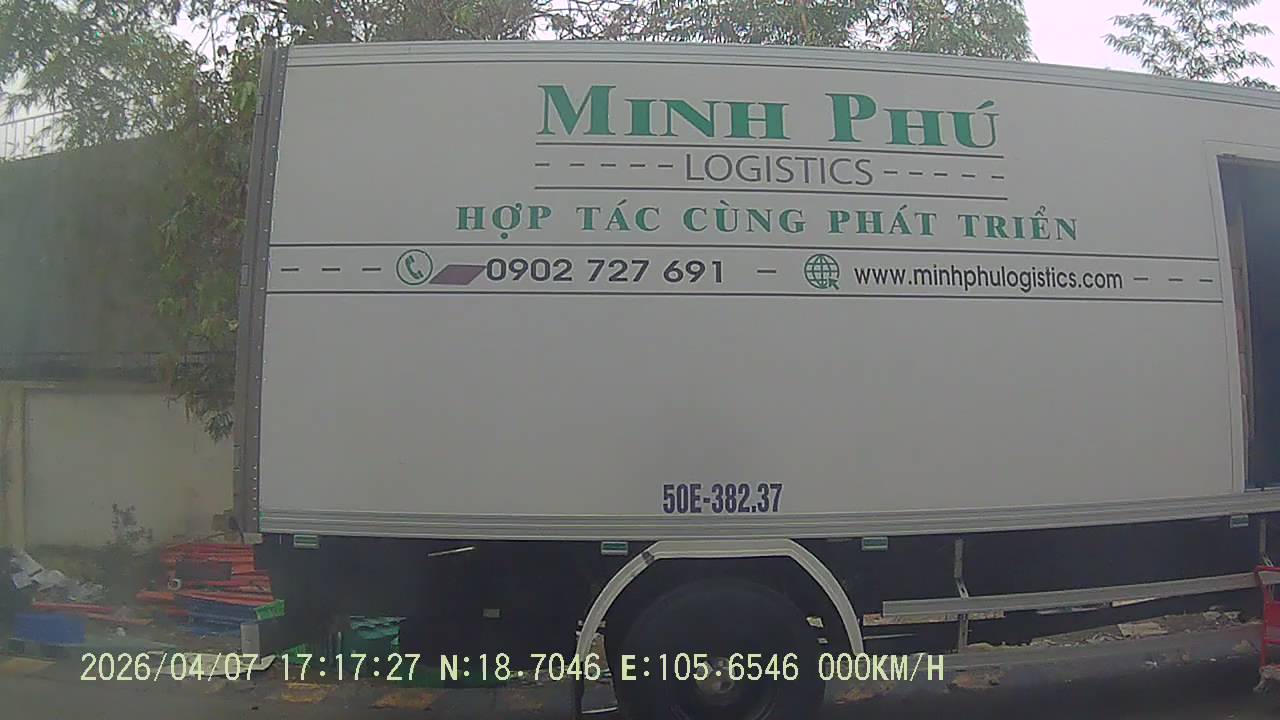 MINH PHÚ
LOGISTICS
HỢP TÁC CÙNG PHÁT TRIỂN
0902 727 691 www.minhphulogistics.com
50E-382.37
2026/04/07 17:17:27 N:18.7046 E:105.6546 000KM/H